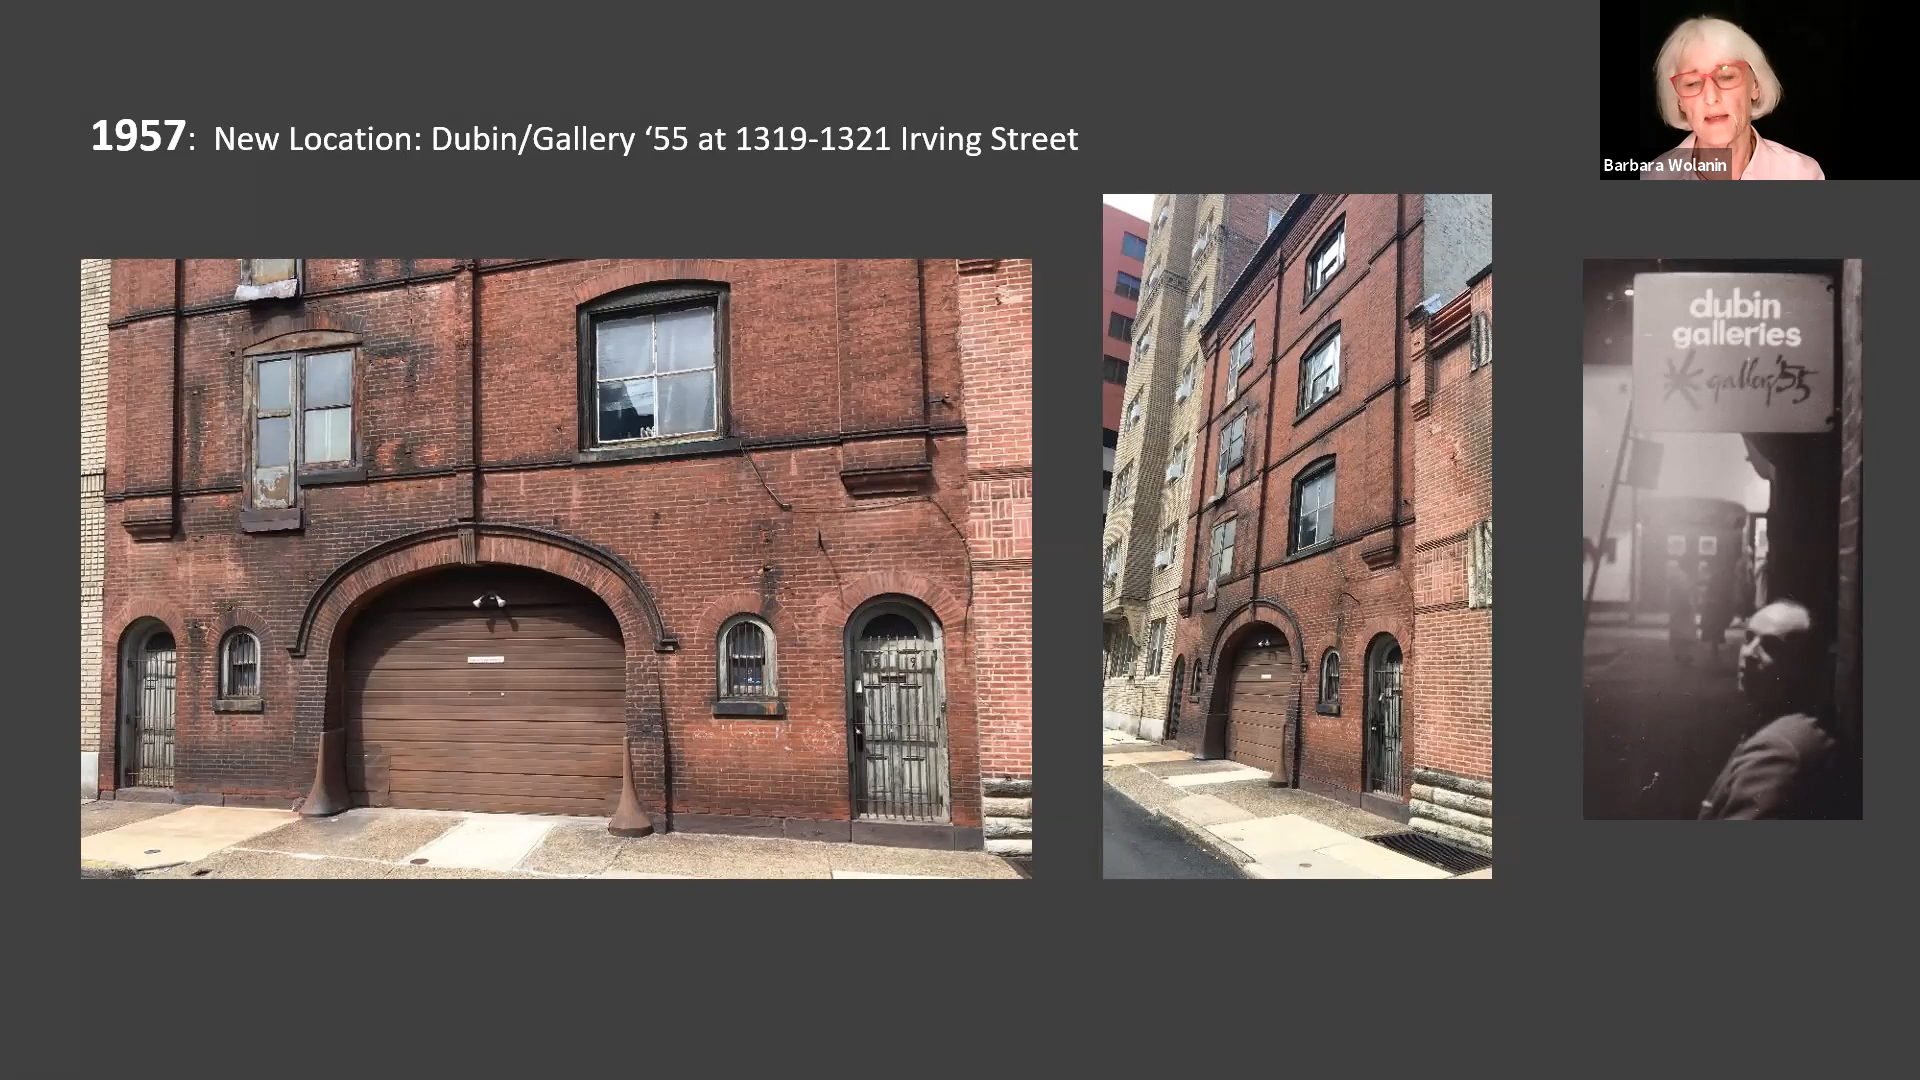 1957: New Location: Dubin/Gallery ‘55 at 1319-1321 Irving Street
Barbara Wolanin
dubin
galleries
gallery '55